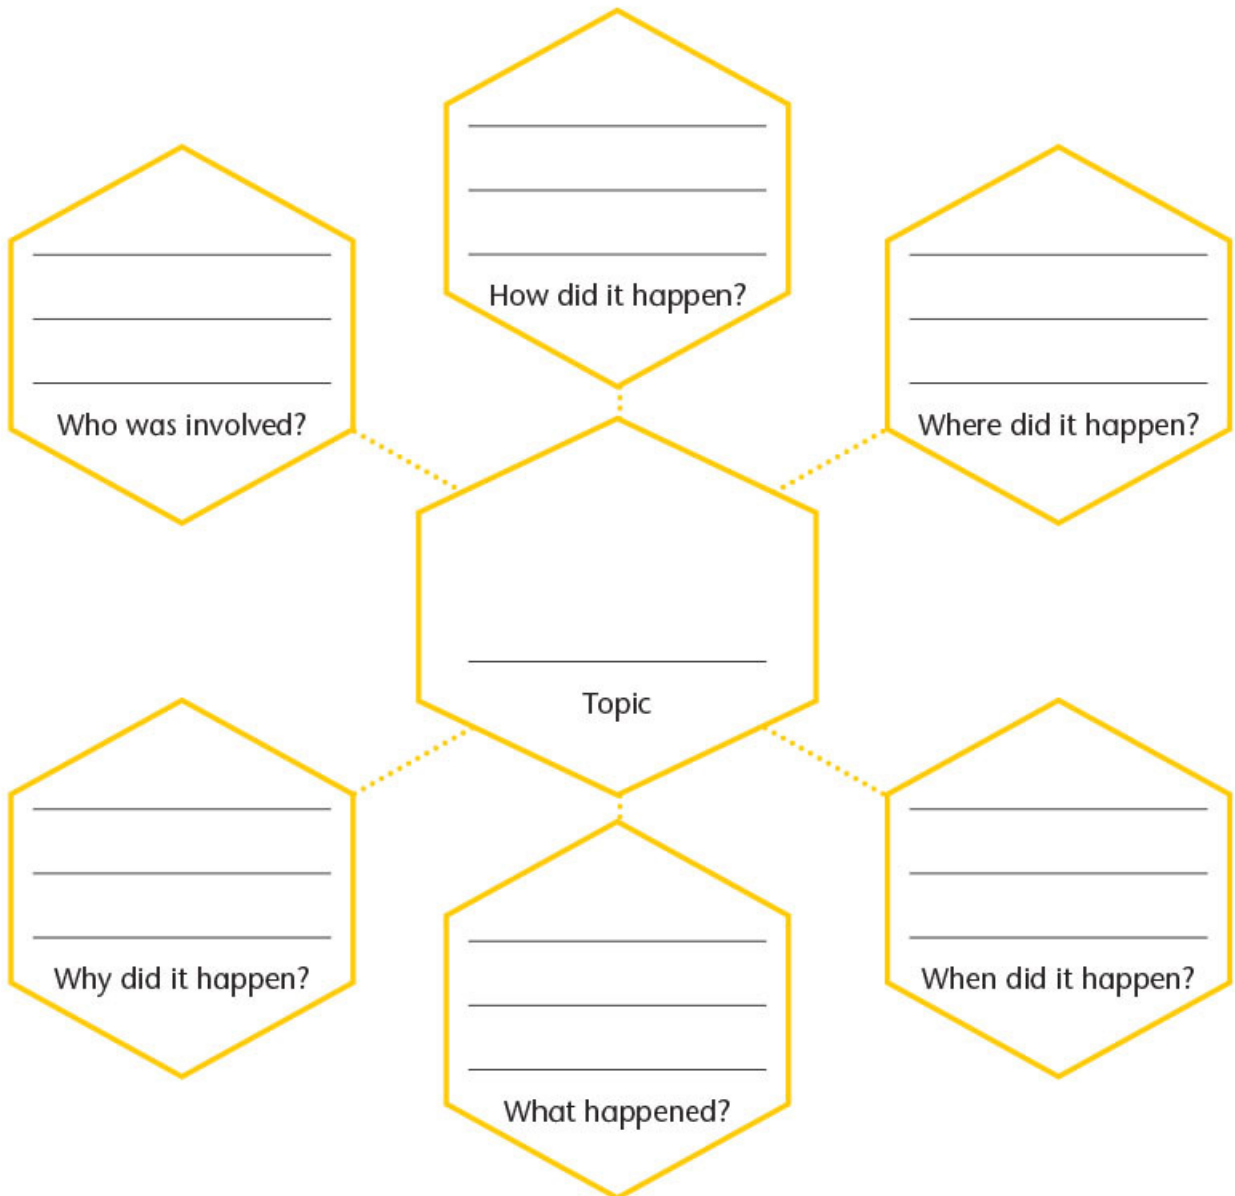 How did it happen?
Who was involved?
Where did it happen?
Topic
Why did it happen?
When did it happen?
What happened?